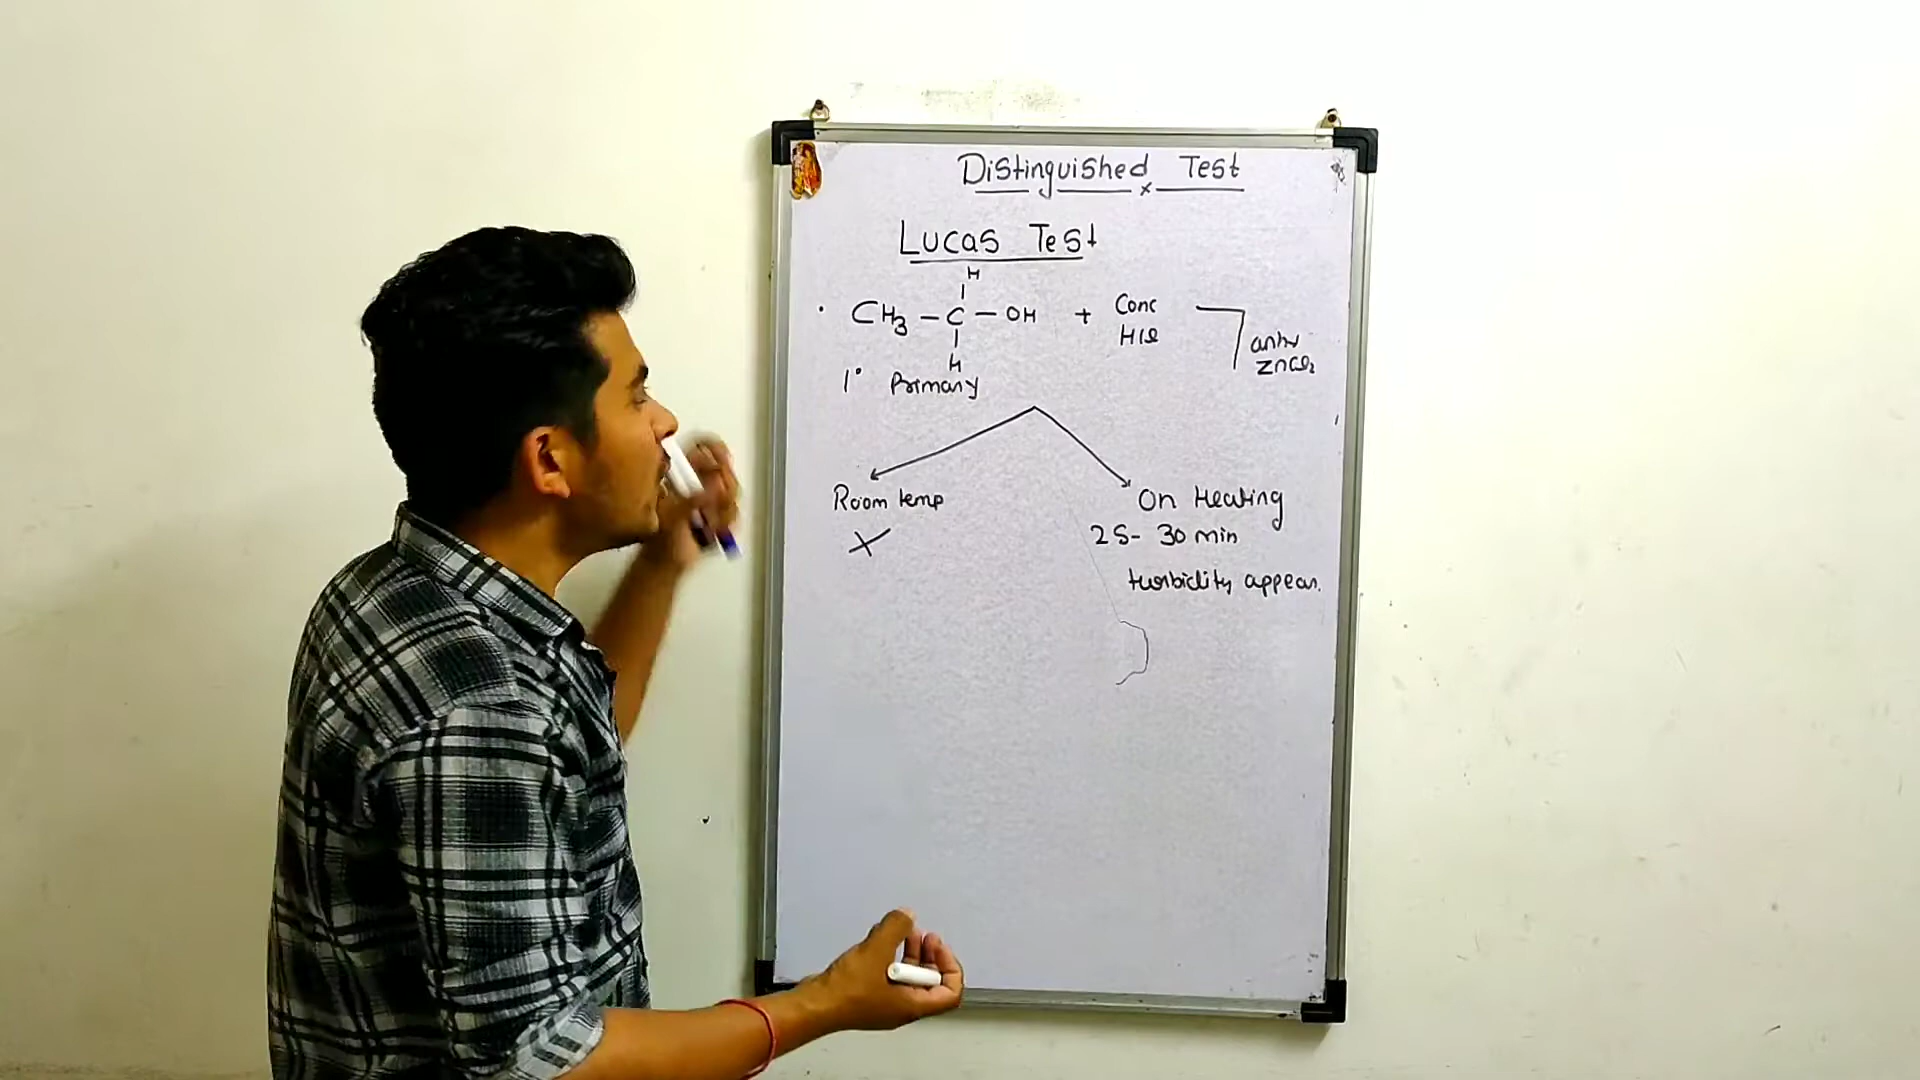 Distinguished Test
Lucas Test
H
CH3 – C – OH + Conc HCl
H
anhy ZnCl2
1° Primary
Room temp
On Heating
25- 30 min
turbidity appear.